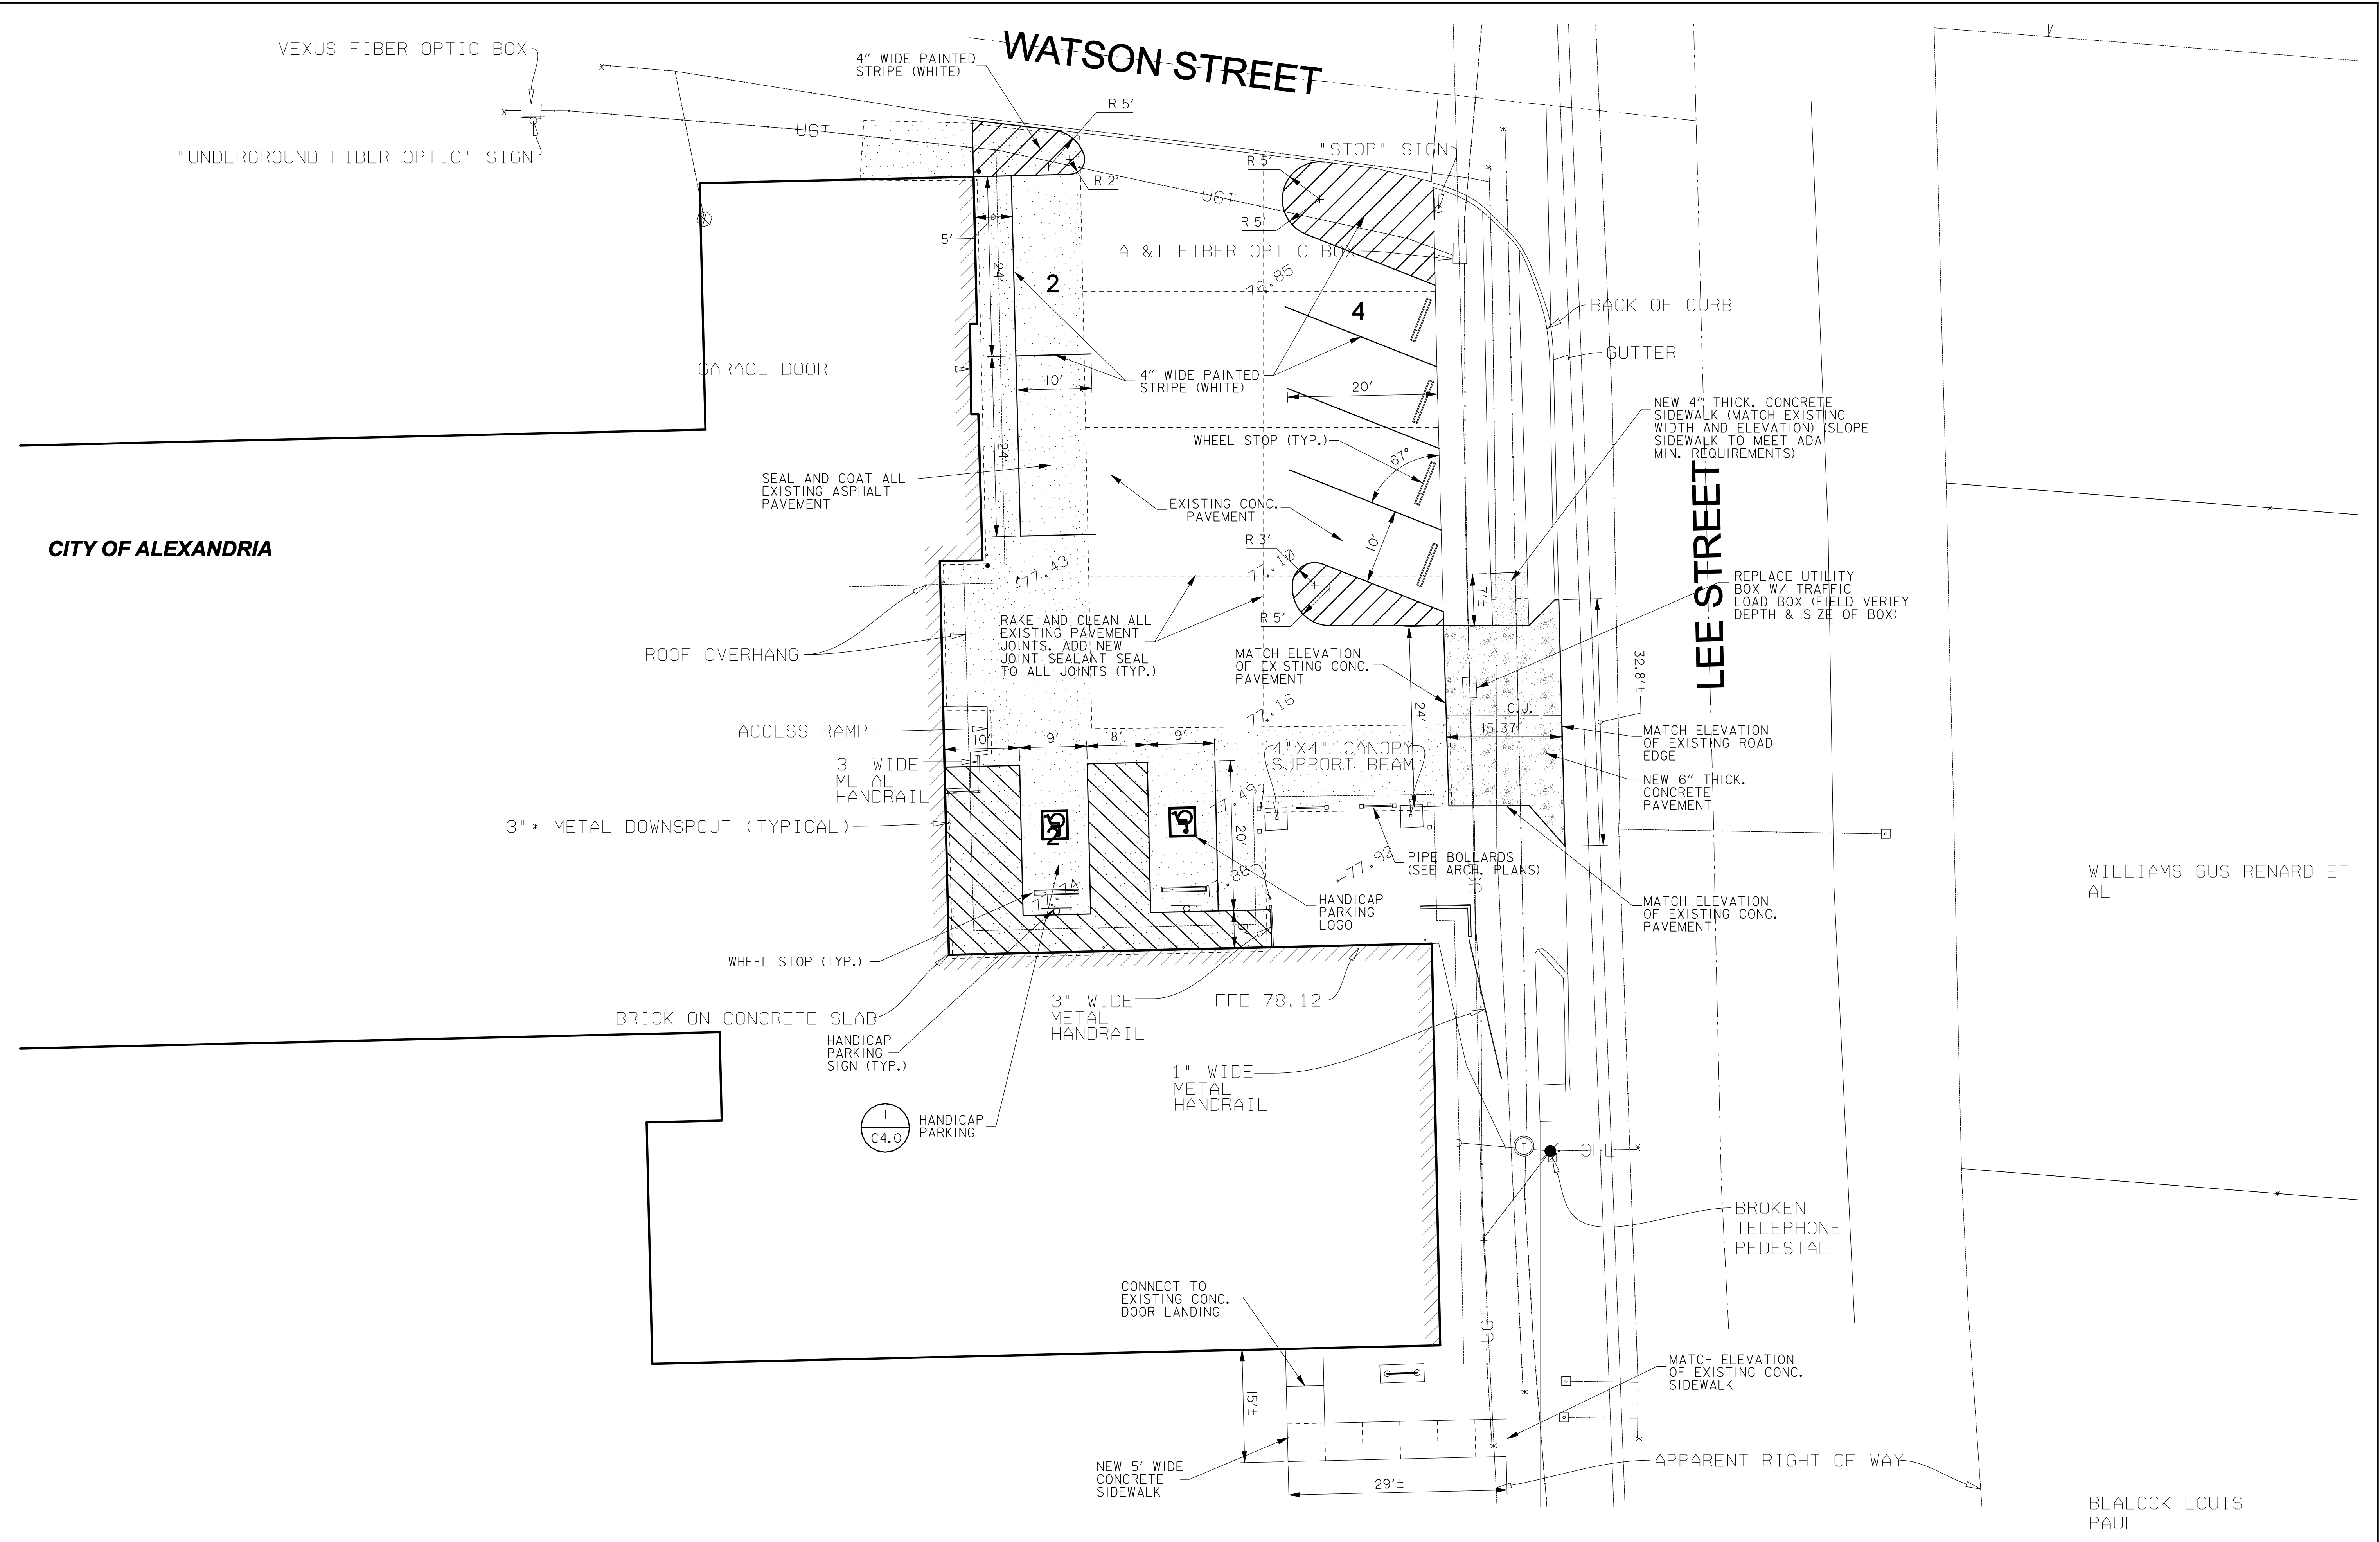 WATSON STREET
VEXUS FIBER OPTIC BOX
"UNDERGROUND FIBER OPTIC" SIGN
4" WIDE PAINTED
STRIPE (WHITE)
R 5'
R 2'
UGT
UGT
R 5'
R 5'
"STOP" SIGN
AT&T FIBER OPTIC BOX
76.85
5'
24'
2
4
BACK OF CURB
GUTTER
GARAGE DOOR
10'
4" WIDE PAINTED
STRIPE (WHITE)
20'
NEW 4" THICK. CONCRETE
SIDEWALK (MATCH EXISTING
WIDTH AND ELEVATION) (SLOPE
SIDEWALK TO MEET ADA
MIN. REQUIREMENTS)
WHEEL STOP (TYP.)
67°
24'
SEAL AND COAT ALL
EXISTING ASPHALT
PAVEMENT
EXISTING CONC.
PAVEMENT
10'
LEE STREET
CITY OF ALEXANDRIA
R 3'
77.10
77.43
R 5'
7'±
REPLACE UTILITY
BOX W/ TRAFFIC
LOAD BOX (FIELD VERIFY
DEPTH & SIZE OF BOX)
RAKE AND CLEAN ALL
EXISTING PAVEMENT
JOINTS. ADD NEW
JOINT SEALANT SEAL
TO ALL JOINTS (TYP.)
ROOF OVERHANG
MATCH ELEVATION
OF EXISTING CONC.
PAVEMENT
32.8'±
77.16
24'
C.J.
15.37'
ACCESS RAMP
10'
9'
8'
9'
MATCH ELEVATION
OF EXISTING ROAD
EDGE
3" WIDE
METAL
HANDRAIL
4"X4" CANOPY
SUPPORT BEAM
NEW 6" THICK.
CONCRETE
PAVEMENT
77.49
3"* METAL DOWNSPOUT (TYPICAL)
2
20'
PIPE BOLLARDS
(SEE ARCH. PLANS)
77.92
UGT
WILLIAMS GUS RENARD ET
AL
HANDICAP
PARKING
LOGO
MATCH ELEVATION
OF EXISTING CONC.
PAVEMENT
5'
WHEEL STOP (TYP.)
BRICK ON CONCRETE SLAB
3" WIDE
METAL
HANDRAIL
FFE=78.12
HANDICAP
PARKING
SIGN (TYP.)
1" WIDE
METAL
HANDRAIL
1
C4.0
HANDICAP
PARKING
T
OHE
BROKEN
TELEPHONE
PEDESTAL
CONNECT TO
EXISTING CONC.
DOOR LANDING
UGT
15'±
MATCH ELEVATION
OF EXISTING CONC.
SIDEWALK
NEW 5' WIDE
CONCRETE
SIDEWALK
29'±
APPARENT RIGHT OF WAY
BLALOCK LOUIS
PAUL